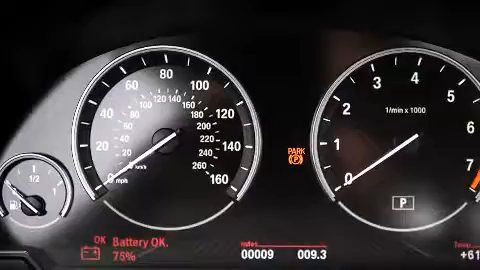 0 20 40 60 80 100 120 140 160
mph
0 20 40 60 80 100 120 140 160 180 200 220 240 260
km/h
0 1 2 3 4 5 6 7
1/min x 1000
1/2 1
PARK
P
P
OK Battery OK.
75%
miles
00009 009.3
+61